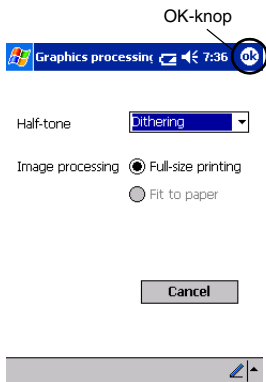 OK-knop
Graphics processing 7:36 ok
Half-tone Dithering
Image processing Full-size printing
Fit to paper
Cancel